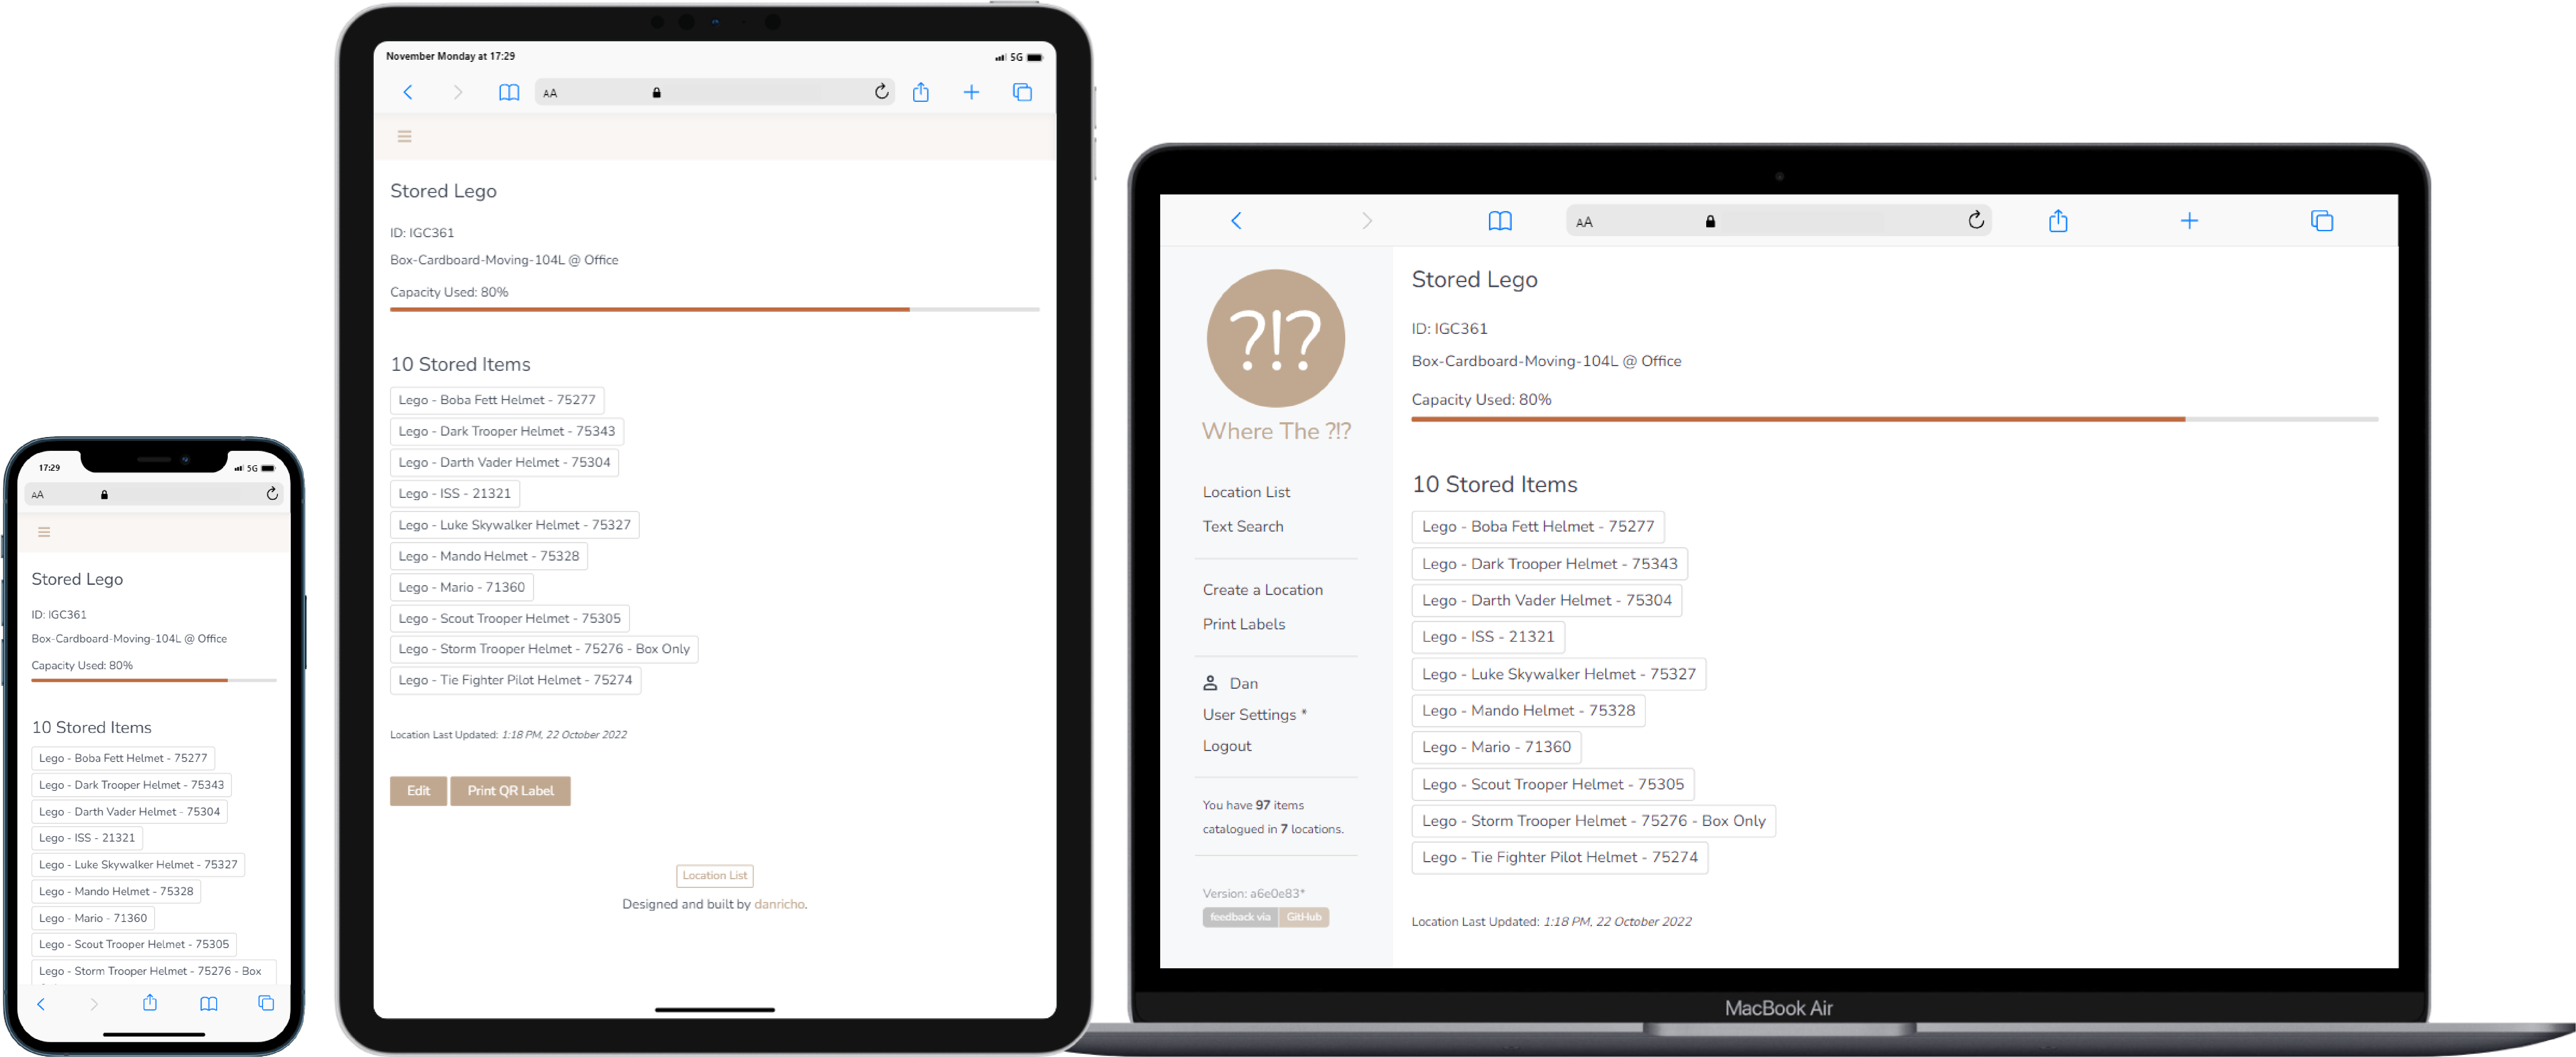 17:29
5G
AA
Stored Lego
ID: IGC361
Box-Cardboard-Moving-104L @ Office
Capacity Used: 80%
10 Stored Items
Lego - Boba Fett Helmet - 75277
Lego - Dark Trooper Helmet - 75343
Lego - Darth Vader Helmet - 75304
Lego - ISS - 21321
Lego - Luke Skywalker Helmet - 75327
Lego - Mando Helmet - 75328
Lego - Mario - 71360
Lego - Scout Trooper Helmet - 75305
Lego - Storm Trooper Helmet - 75276 - Box
November Monday at 17:29
5G
AA
Stored Lego
ID: IGC361
Box-Cardboard-Moving-104L @ Office
Capacity Used: 80%
10 Stored Items
Lego - Boba Fett Helmet - 75277
Lego - Dark Trooper Helmet - 75343
Lego - Darth Vader Helmet - 75304
Lego - ISS - 21321
Lego - Luke Skywalker Helmet - 75327
Lego - Mando Helmet - 75328
Lego - Mario - 71360
Lego - Scout Trooper Helmet - 75305
Lego - Storm Trooper Helmet - 75276 - Box Only
Lego - Tie Fighter Pilot Helmet - 75274
Location Last Updated: 1:18 PM, 22 October 2022
Edit
Print QR Label
Location List
Designed and built by danricho.
AA
?!?
Where The ?!?
Location List
Text Search
Create a Location
Print Labels
Dan
User Settings *
Logout
You have 97 items
catalogued in 7 locations.
Version: a6e0e83*
feedback via GitHub
Stored Lego
ID: IGC361
Box-Cardboard-Moving-104L @ Office
Capacity Used: 80%
10 Stored Items
Lego - Boba Fett Helmet - 75277
Lego - Dark Trooper Helmet - 75343
Lego - Darth Vader Helmet - 75304
Lego - ISS - 21321
Lego - Luke Skywalker Helmet - 75327
Lego - Mando Helmet - 75328
Lego - Mario - 71360
Lego - Scout Trooper Helmet - 75305
Lego - Storm Trooper Helmet - 75276 - Box Only
Lego - Tie Fighter Pilot Helmet - 75274
Location Last Updated: 1:18 PM, 22 October 2022
MacBook Air